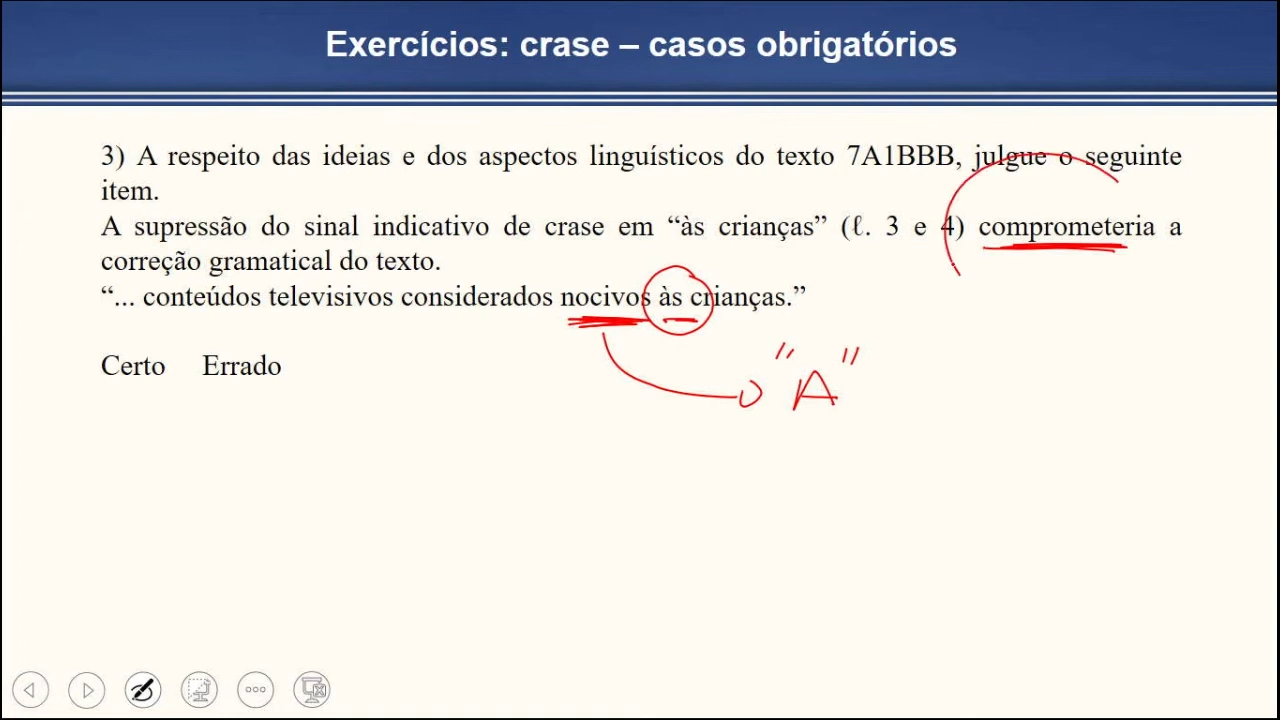 Exercícios: crase – casos obrigatórios
3) A respeito das ideias e dos aspectos linguísticos do texto 7A1BBB, julgue o seguinte
item.
A supressão do sinal indicativo de crase em “às crianças” (ℓ. 3 e 4) comprometeria a
correção gramatical do texto.
“... conteúdos televisivos considerados nocivos às crianças.”
Certo Errado
"A"